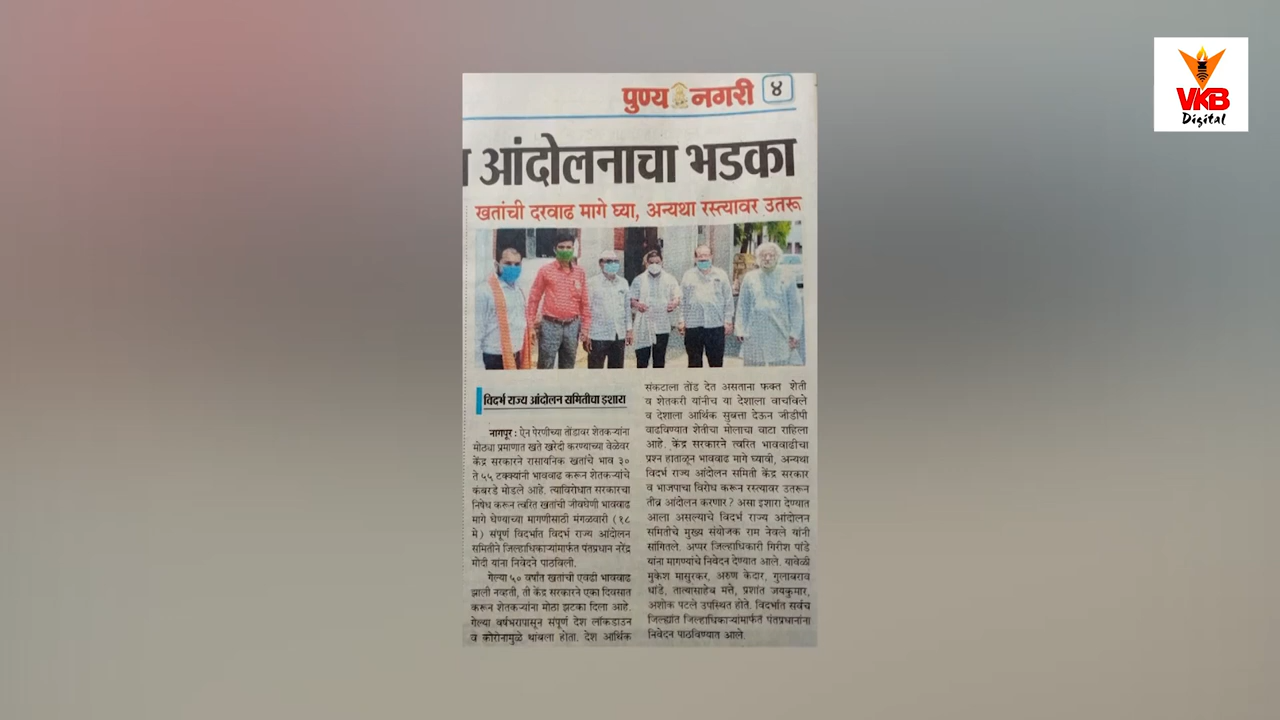 VKB
Digital
पुण्य नगरी ४
आंदोलनाचा भडका
खतांची दरवाढ मागे घ्या, अन्यथा रस्त्यावर उतरू
विदर्भ राज्य आंदोलन समितीचा इशारा
नागपूर : ऐन पेरणीच्या तोंडावर शेतकऱ्यांना
मोठ्या प्रमाणात खते खरेदी करण्याच्या वेळेवर
केंद्र सरकारने रासायनिक खतांचे भाव ३०
ते ५५ टक्क्यांनी भाववाढ करून शेतकऱ्यांचे
कंबरडे मोडले आहे. त्याविरोधात सरकारचा
निषेध करून त्वरित खतांची जीवघेणी भाववाढ
मागे घेण्याच्या मागणीसाठी मंगळवारी (१८
मे) संपूर्ण विदर्भात विदर्भ राज्य आंदोलन
समितीने जिल्हाधिकाऱ्यांमार्फत पंतप्रधान नरेंद्र
मोदी यांना निवेदने पाठविली.
गेल्या ५० वर्षात खतांची एवढी भाववाढ
झाली नव्हती, ती केंद्र सरकारने एका दिवसात
करून शेतकऱ्यांना मोठा झटका दिला आहे.
गेल्या वर्षभरापासून संपूर्ण देश लॉकडाउन
व कोरोनामुळे थांबला होता. देश आर्थिक
संकटाला तोंड देत असताना फक्त शेती
व शेतकरी यांनीच या देशाला वाचविले
व देशाला आर्थिक सुबत्ता देऊन जीडीपी
वाढविण्यात शेतीचा मोलाचा वाटा राहिला
आहे. केंद्र सरकारने त्वरित भाववाढीचा
प्रश्न हाताळून भाववाढ मागे घ्यावी, अन्यथा
विदर्भ राज्य आंदोलन समिती केंद्र सरकार
व भाजपाचा विरोध करून रस्त्यावर उतरून
तीव्र आंदोलन करणार? असा इशारा देण्यात
आला असल्याचे विदर्भ राज्य आंदोलन
समितीचे मुख्य संयोजक राम नेवले यांनी
सांगितले. अप्पर जिल्हाधिकारी गिरीश पांडे
यांना मागण्यांचे निवेदन देण्यात आले. यावेळी
मुकेश मासुरकर, अरुण केदार, गुलाबराव
धांडे, तात्यासाहेब मत्ते, प्रशांत जयकुमार,
अशोक पटले उपस्थित होते. विदर्भात सर्वच
जिल्ह्यांत जिल्हाधिकाऱ्यांमार्फत पंतप्रधानांना
निवेदन पाठविण्यात आले.